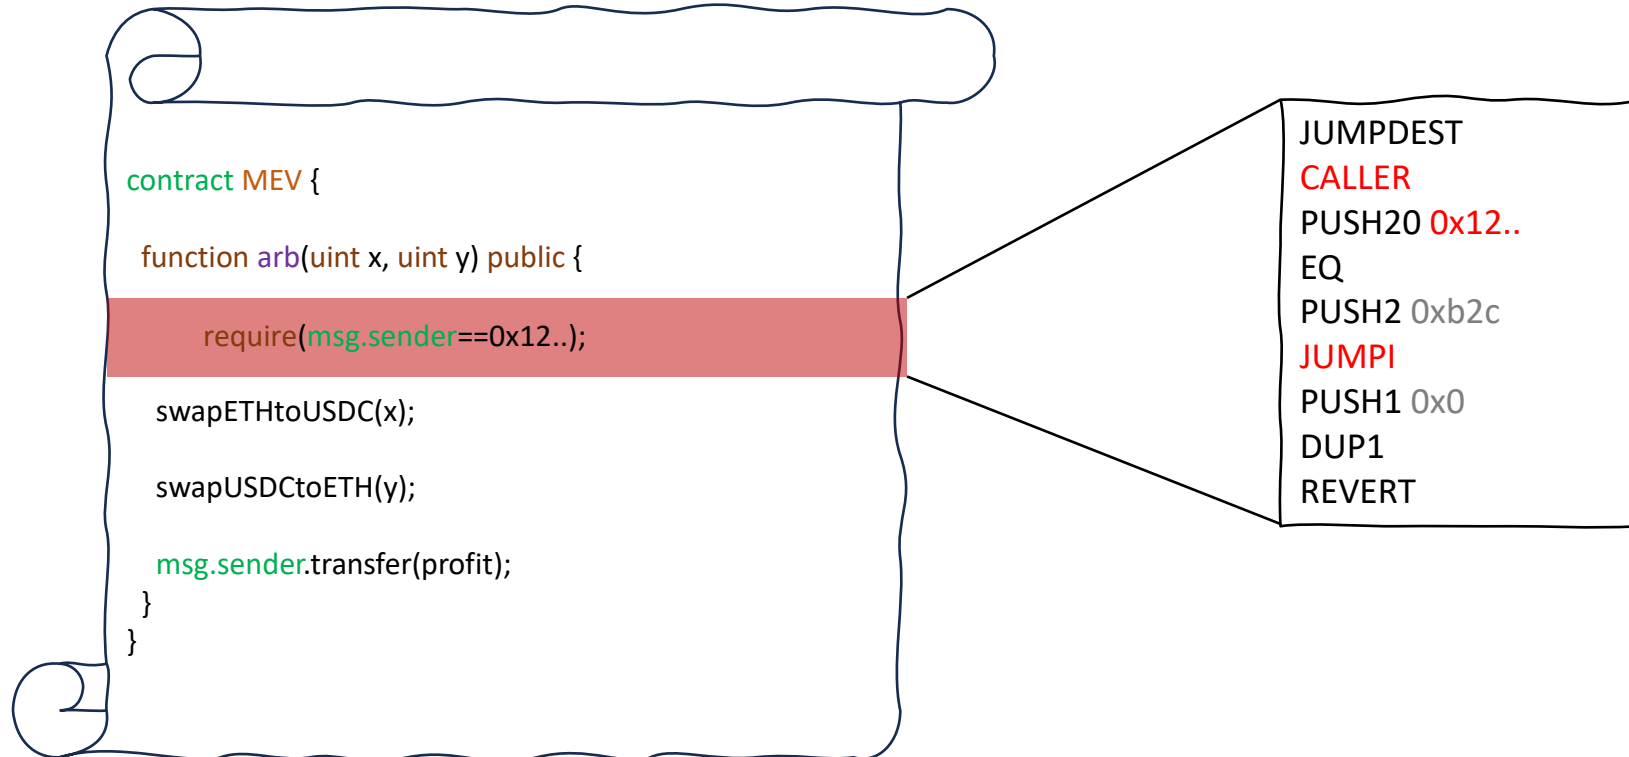 contract MEV {
function arb(uint x, uint y) public {
require(msg.sender==0x12..);
swapETHtoUSDC(x);
swapUSDCtoETH(y);
msg.sender.transfer(profit);
}
}
JUMPDEST
CALLER
PUSH20 0x12..
EQ
PUSH2 0xb2c
JUMPI
PUSH1 0x0
DUP1
REVERT